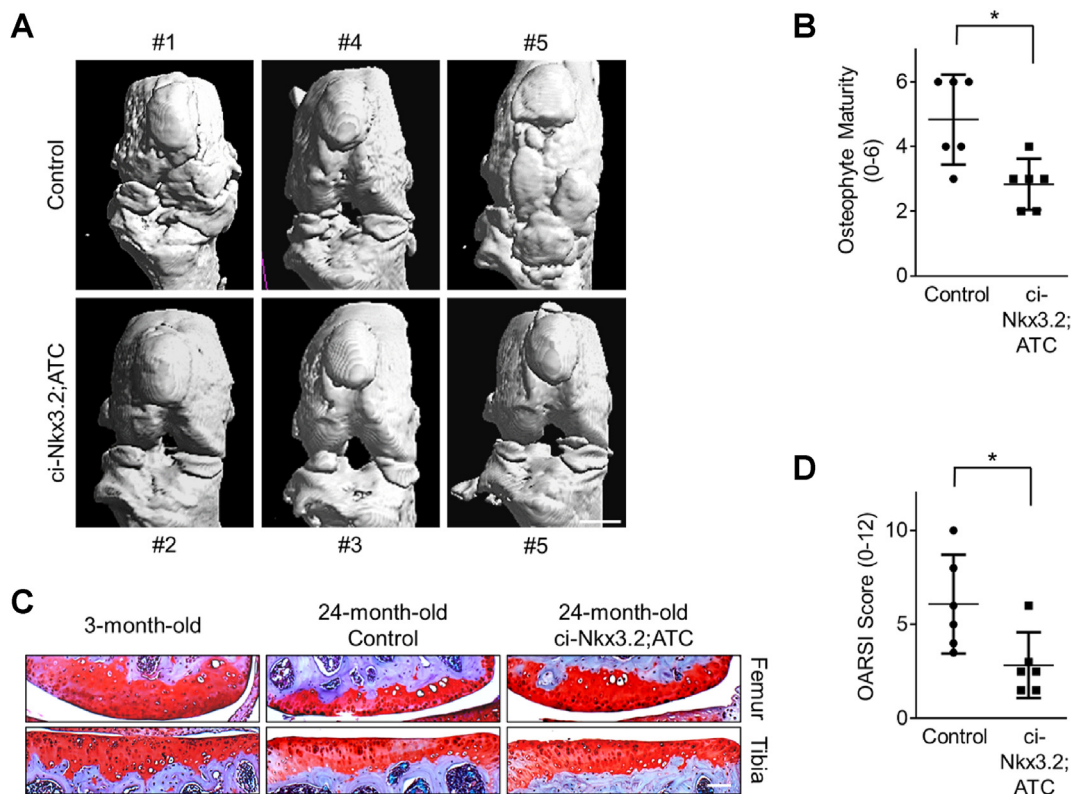 A
#1
#4
#5
Control
ci-Nkx3.2;ATC
#2
#3
#5
B
*
Osteophyte Maturity
(0-6)
6
4
2
0
Control
ci-
Nkx3.2;
ATC
C
3-month-old
24-month-old
Control
24-month-old
ci-Nkx3.2;ATC
Femur
Tibia
D
*
OARSI Score (0-12)
10
5
0
Control
ci-
Nkx3.2;
ATC